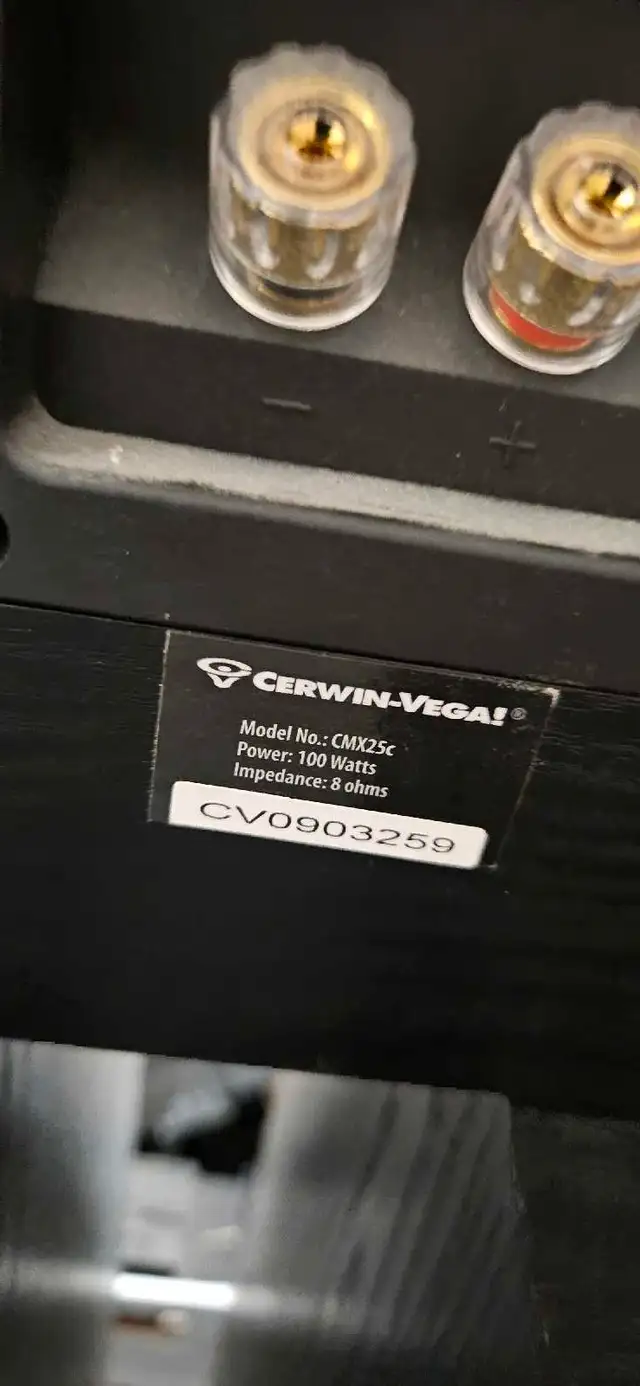 −
+
CERWIN-VEGA!®
Model No.: CMX25c
Power: 100 Watts
Impedance: 8 ohms
CV0903259